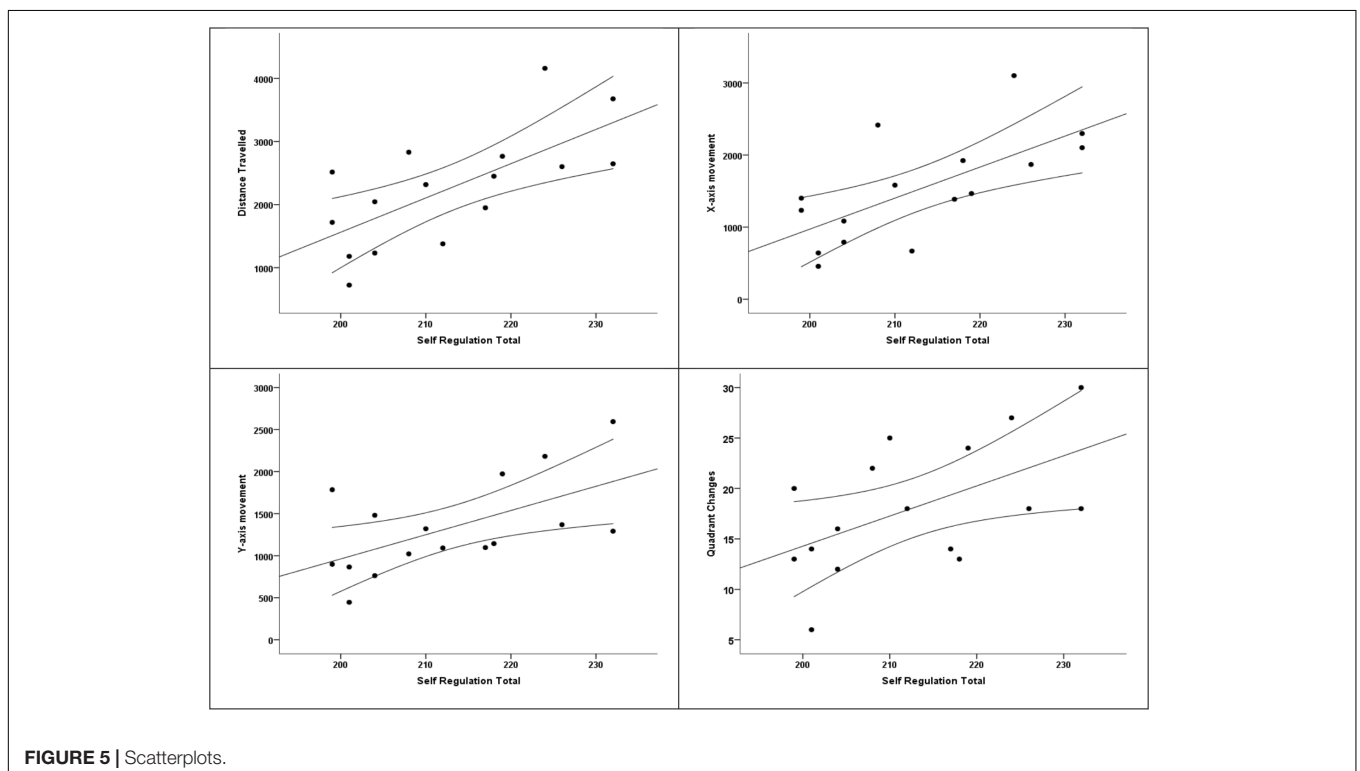 4000
3000
2000
1000
Distance Travelled
200 210 220 230
Self Regulation Total
3000
2000
1000
0
X-axis movement
200 210 220 230
Self Regulation Total
3000
2500
2000
1500
1000
500
0
Y-axis movement
200 210 220 230
Self Regulation Total
30
25
20
15
10
5
Quadrant Changes
200 210 220 230
Self Regulation Total
FIGURE 5 | Scatterplots.